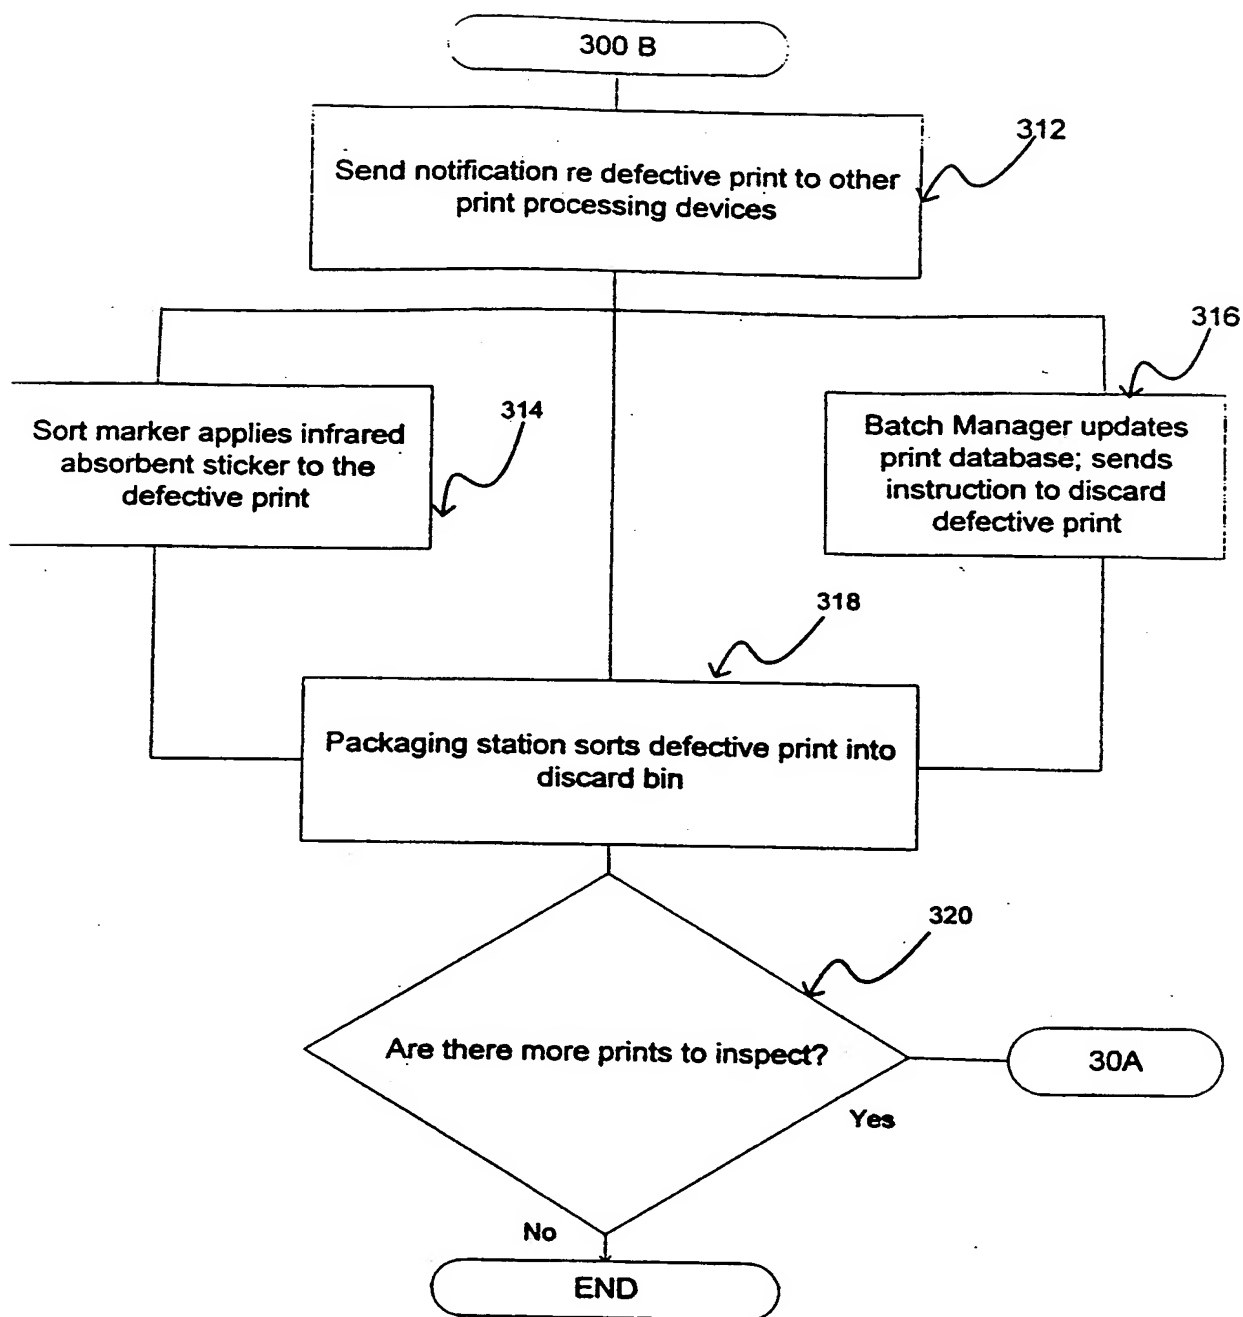 300 B
312
Send notification re defective print to other
print processing devices
316
314
Sort marker applies infrared
absorbent sticker to the
defective print
Batch Manager updates
print database; sends
instruction to discard
defective print
318
Packaging station sorts defective print into
discard bin
320
Are there more prints to inspect?
30A
Yes
No
END